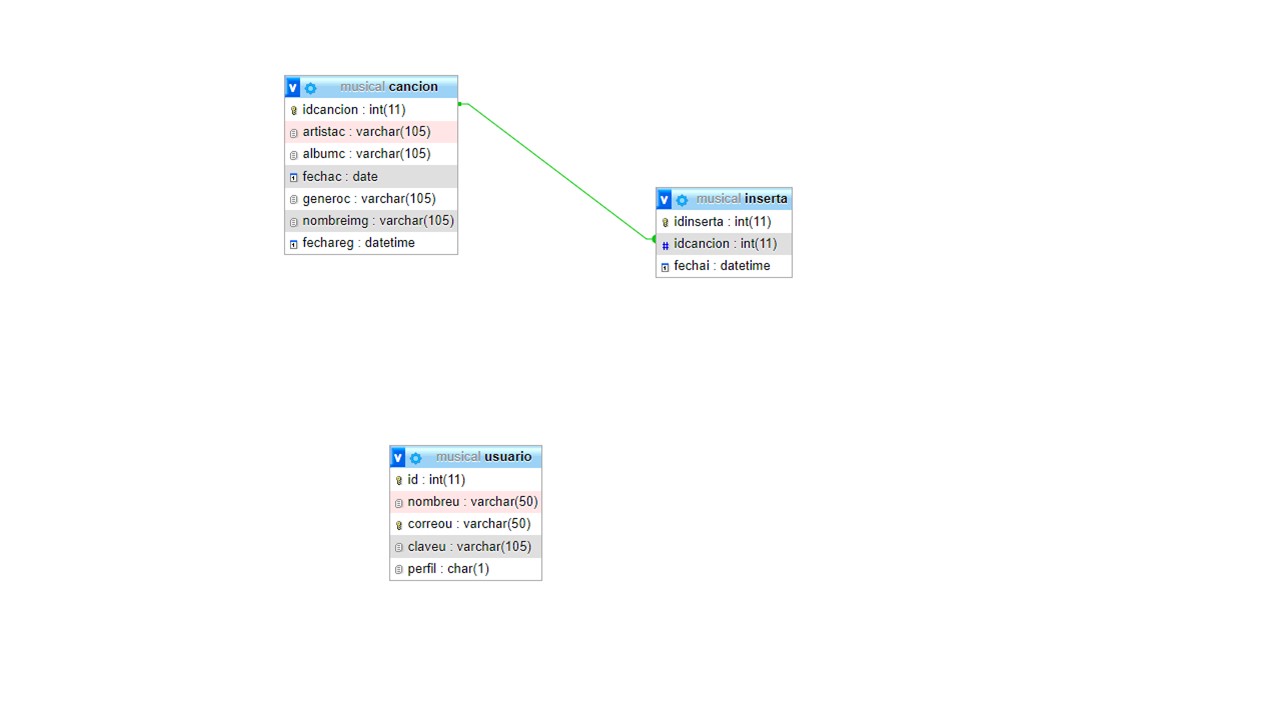 musical cancion
idcancion : int(11)
artistac : varchar(105)
albumc : varchar(105)
fechac : date
generoc : varchar(105)
nombreimg : varchar(105)
fechareg : datetime
musical inserta
idinserta : int(11)
# idcancion : int(11)
fechai : datetime
musical usuario
id : int(11)
nombreu : varchar(50)
correou : varchar(50)
claveu : varchar(105)
perfil : char(1)